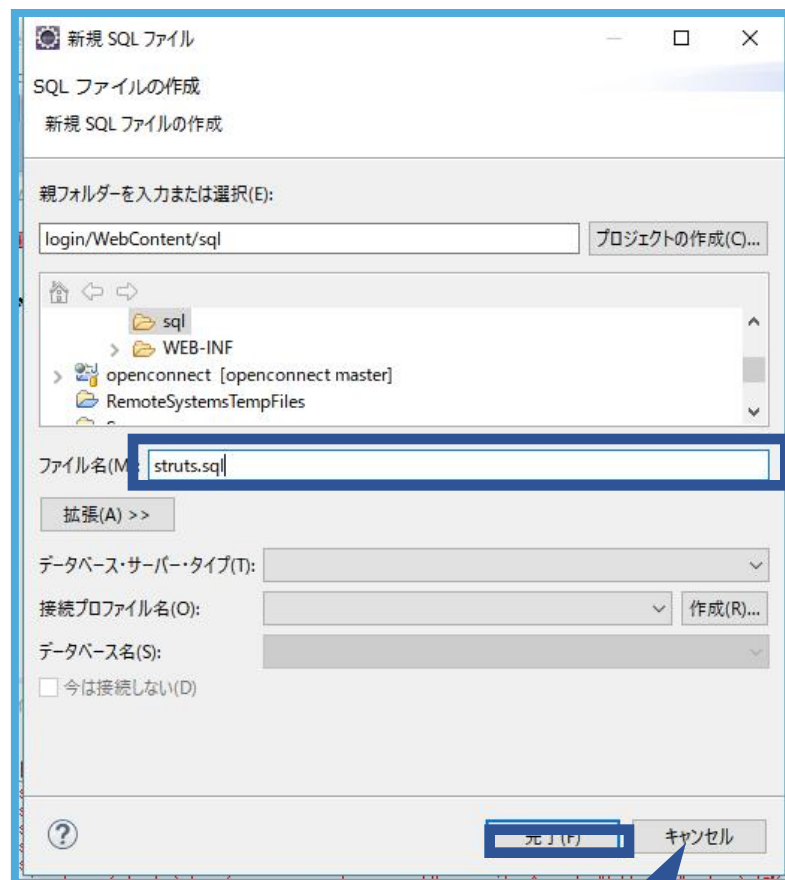 新規 SQL ファイル
SQL ファイルの作成
新規 SQL ファイルの作成
親フォルダーを入力または選択(E):
login/WebContent/sql
プロジェクトの作成(C)...
sql
WEB-INF
openconnect [openconnect master]
RemoteSystemsTempFiles
ファイル名(M
struts.sql
拡張(A) >>
データベース・サーバー・タイプ(T):
接続プロファイル名(O):
作成(R)...
データベース名(S):
今は接続しない(D)
完了(F)
キャンセル